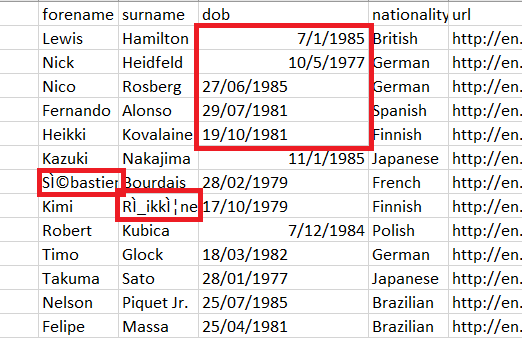 forename surname dob nationality url
Lewis Hamilton 7/1/1985 British http://en.
Nick Heidfeld 10/5/1977 German http://en.
Nico Rosberg 27/06/1985 German http://en.
Fernando Alonso 29/07/1981 Spanish http://en.
Heikki Kovalaine 19/10/1981 Finnish http://en.
Kazuki Nakajima 11/1/1985 Japanese http://en.
SÌ©bastier Bourdais 28/02/1979 French http://en.
Kimi RÌ_ikkÌ¦ne 17/10/1979 Finnish http://en.
Robert Kubica 7/12/1984 Polish http://en.
Timo Glock 18/03/1982 German http://en.
Takuma Sato 28/01/1977 Japanese http://en.
Nelson Piquet Jr. 25/07/1985 Brazilian http://en.
Felipe Massa 25/04/1981 Brazilian http://en.